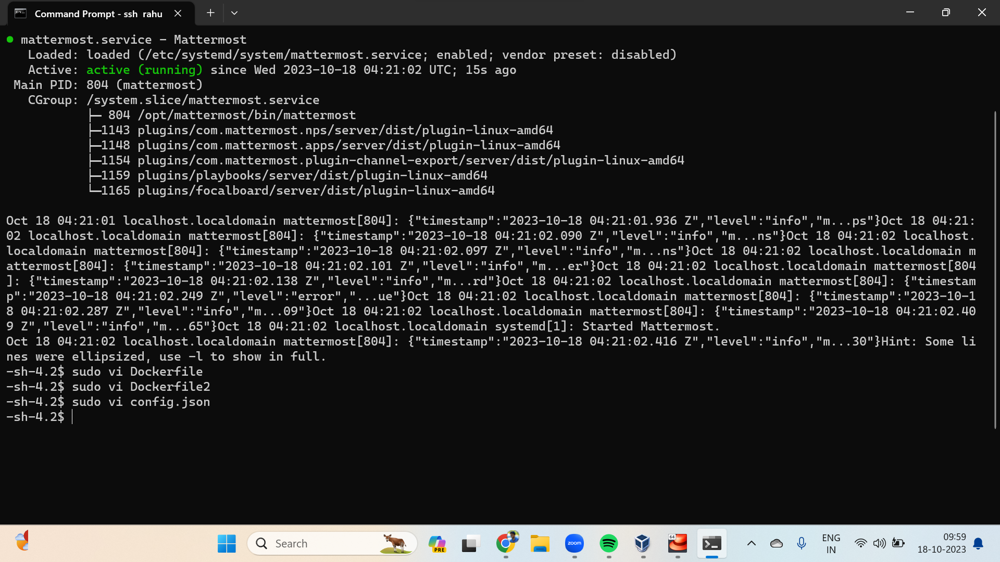 Command Prompt - ssh  rahu
● mattermost.service - Mattermost
   Loaded: loaded (/etc/systemd/system/mattermost.service; enabled; vendor preset: disabled)
   Active: active (running) since Wed 2023-10-18 04:21:02 UTC; 15s ago
 Main PID: 804 (mattermost)
   CGroup: /system.slice/mattermost.service
           ├─ 804 /opt/mattermost/bin/mattermost
           ├─1143 plugins/com.mattermost.nps/server/dist/plugin-linux-amd64
           ├─1148 plugins/com.mattermost.apps/server/dist/plugin-linux-amd64
           ├─1154 plugins/com.mattermost.plugin-channel-export/server/dist/plugin-linux-amd64
           ├─1159 plugins/playbooks/server/dist/plugin-linux-amd64
           └─1165 plugins/focalboard/server/dist/plugin-linux-amd64
Oct 18 04:21:01 localhost.localdomain mattermost[804]: {"timestamp":"2023-10-18 04:21:01.936 Z","level":"info","m...ps"}Oct 18 04:21:
02 localhost.localdomain mattermost[804]: {"timestamp":"2023-10-18 04:21:02.090 Z","level":"info","m...ns"}Oct 18 04:21:02 localhost.
localdomain mattermost[804]: {"timestamp":"2023-10-18 04:21:02.097 Z","level":"info","m...ns"}Oct 18 04:21:02 localhost.localdomain m
attermost[804]: {"timestamp":"2023-10-18 04:21:02.101 Z","level":"info","m...er"}Oct 18 04:21:02 localhost.localdomain mattermost[804
]: {"timestamp":"2023-10-18 04:21:02.138 Z","level":"info","m...rd"}Oct 18 04:21:02 localhost.localdomain mattermost[804]: {"timestam
p":"2023-10-18 04:21:02.249 Z","level":"error","...ue"}Oct 18 04:21:02 localhost.localdomain mattermost[804]: {"timestamp":"2023-10-1
8 04:21:02.287 Z","level":"info","m...09"}Oct 18 04:21:02 localhost.localdomain mattermost[804]: {"timestamp":"2023-10-18 04:21:02.40
9 Z","level":"info","m...65"}Oct 18 04:21:02 localhost.localdomain systemd[1]: Started Mattermost.
Oct 18 04:21:02 localhost.localdomain mattermost[804]: {"timestamp":"2023-10-18 04:21:02.416 Z","level":"info","m...30"}Hint: Some li
nes were ellipsized, use -l to show in full.
-sh-4.2$ sudo vi Dockerfile
-sh-4.2$ sudo vi Dockerfile2
-sh-4.2$ sudo vi config.json
-sh-4.2$
Search
PRE
zoom
64
ENG
IN
09:59
18-10-2023